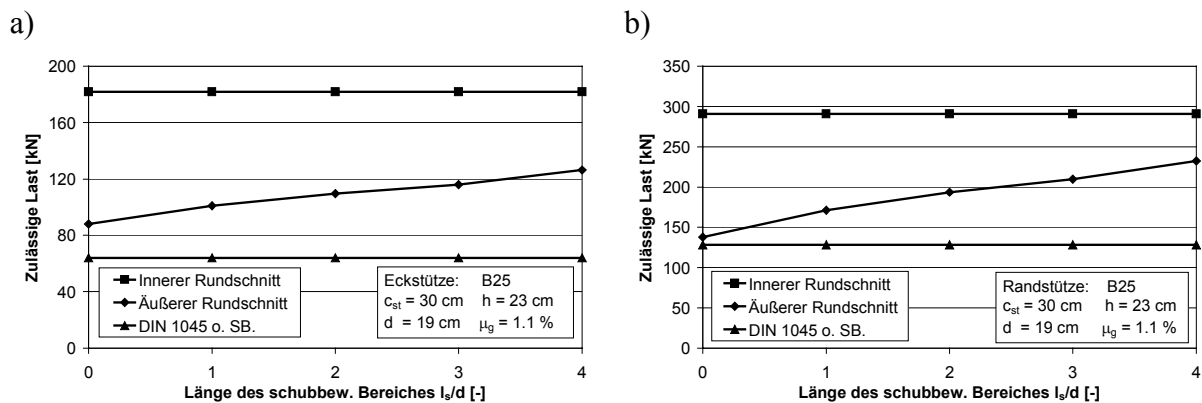 a)
Zulässige Last [kN]
200
160
120
80
40
0
Innerer Rundschnitt
Äußerer Rundschnitt
DIN 1045 o. SB.
Eckstütze: B25
c_st = 30 cm h = 23 cm
d = 19 cm μ_g = 1.1 %
0 1 2 3 4
Länge des schubbew. Bereiches l_s/d [-]
b)
Zulässige Last [kN]
350
300
250
200
150
100
50
0
Innerer Rundschnitt
Äußerer Rundschnitt
DIN 1045 o. SB.
Randstütze: B25
c_st = 30 cm h = 23 cm
d = 19 cm μ_g = 1.1 %
0 1 2 3 4
Länge des schubbew. Bereiches l_s/d [-]